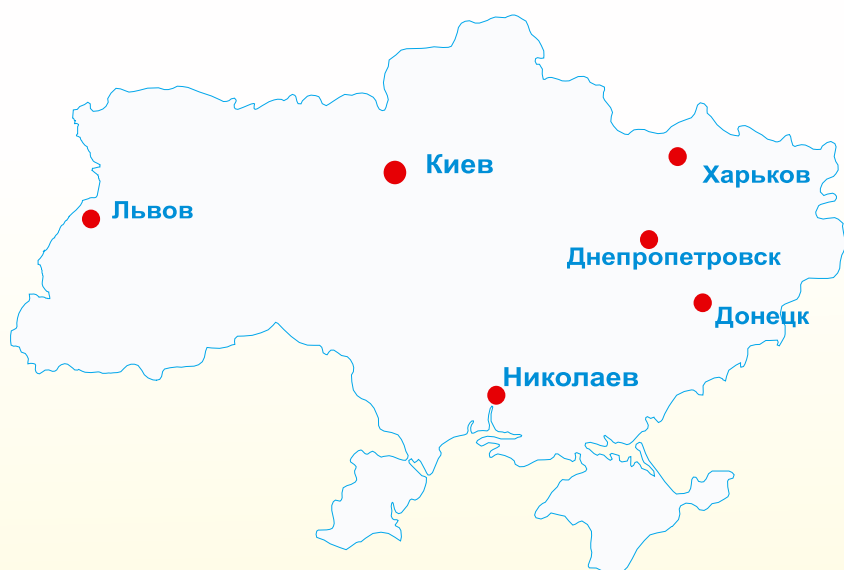 Киев
Харьков
Львов
Днепропетровск
Донецк
Николаев